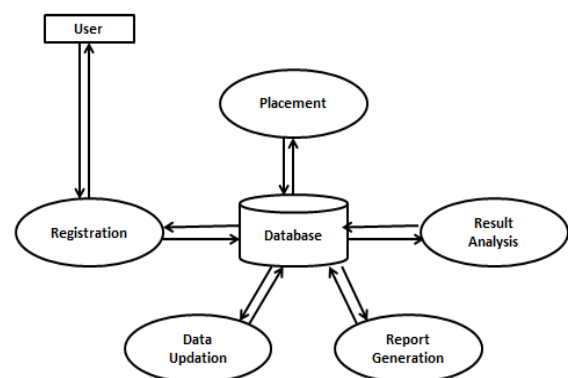 User
Placement
Registration
Database
Result
Analysis
Data
Updation
Report
Generation